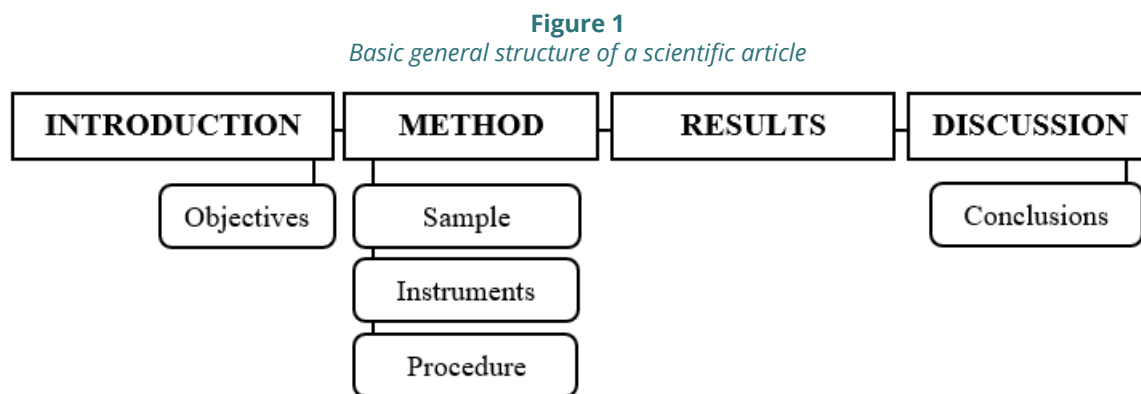 Figure 1
Basic general structure of a scientific article
INTRODUCTION
METHOD
RESULTS
DISCUSSION
Objectives
Sample
Conclusions
Instruments
Procedure